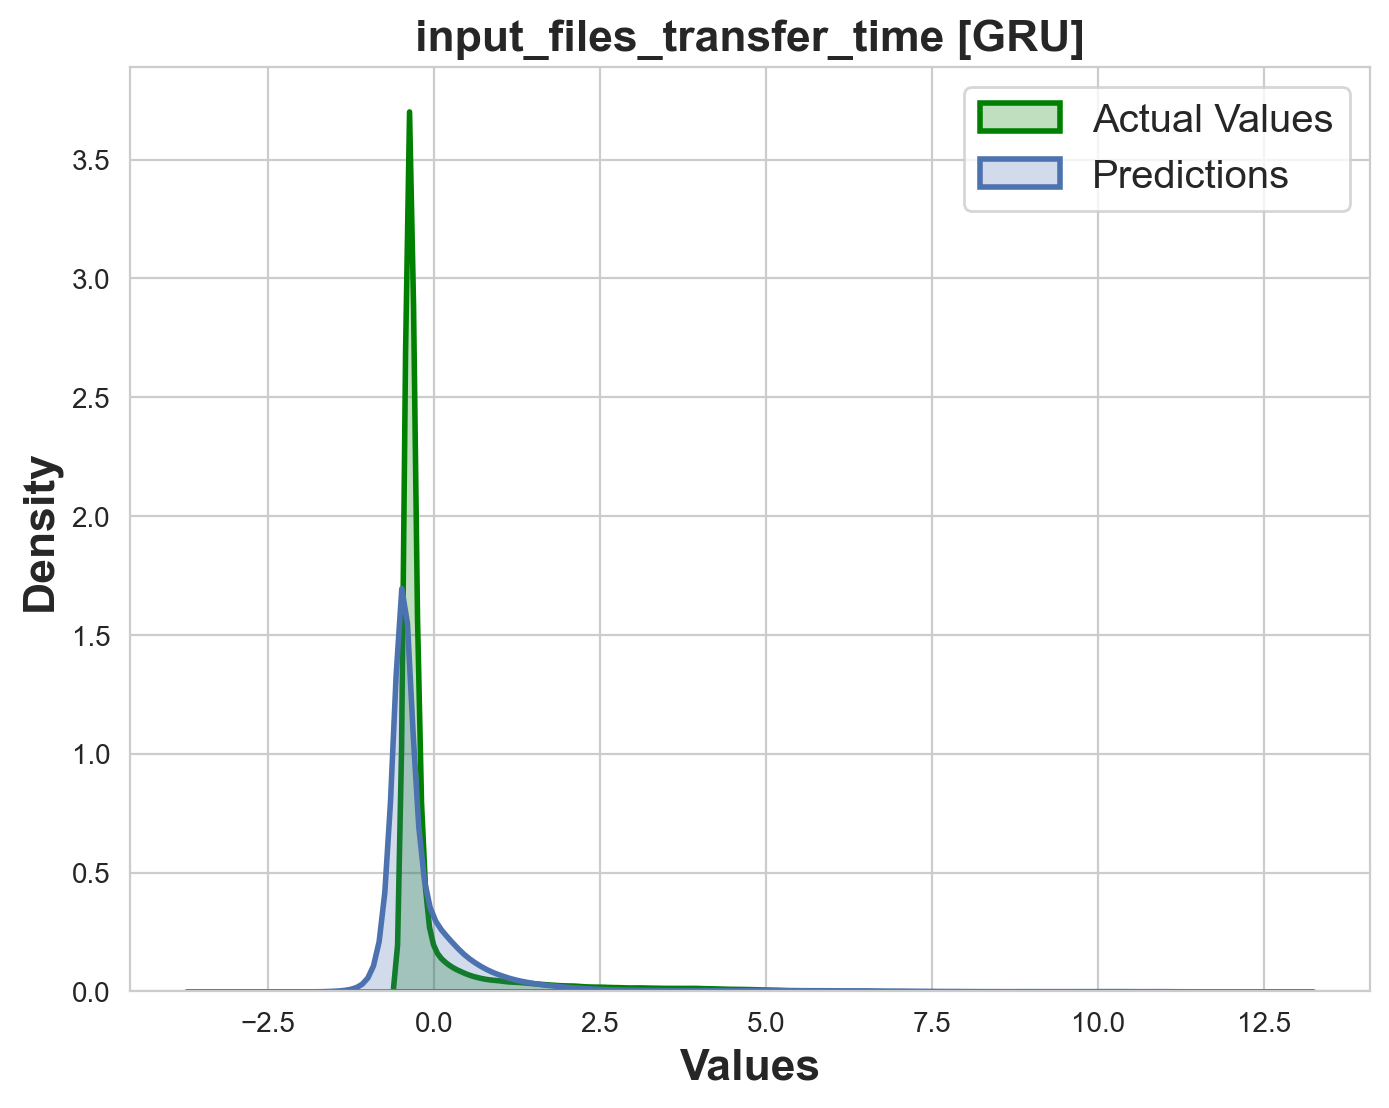 input_files_transfer_time [GRU]
Actual Values
Predictions
Density
3.5
3.0
2.5
2.0
1.5
1.0
0.5
0.0
−2.5 0.0 2.5 5.0 7.5 10.0 12.5
Values